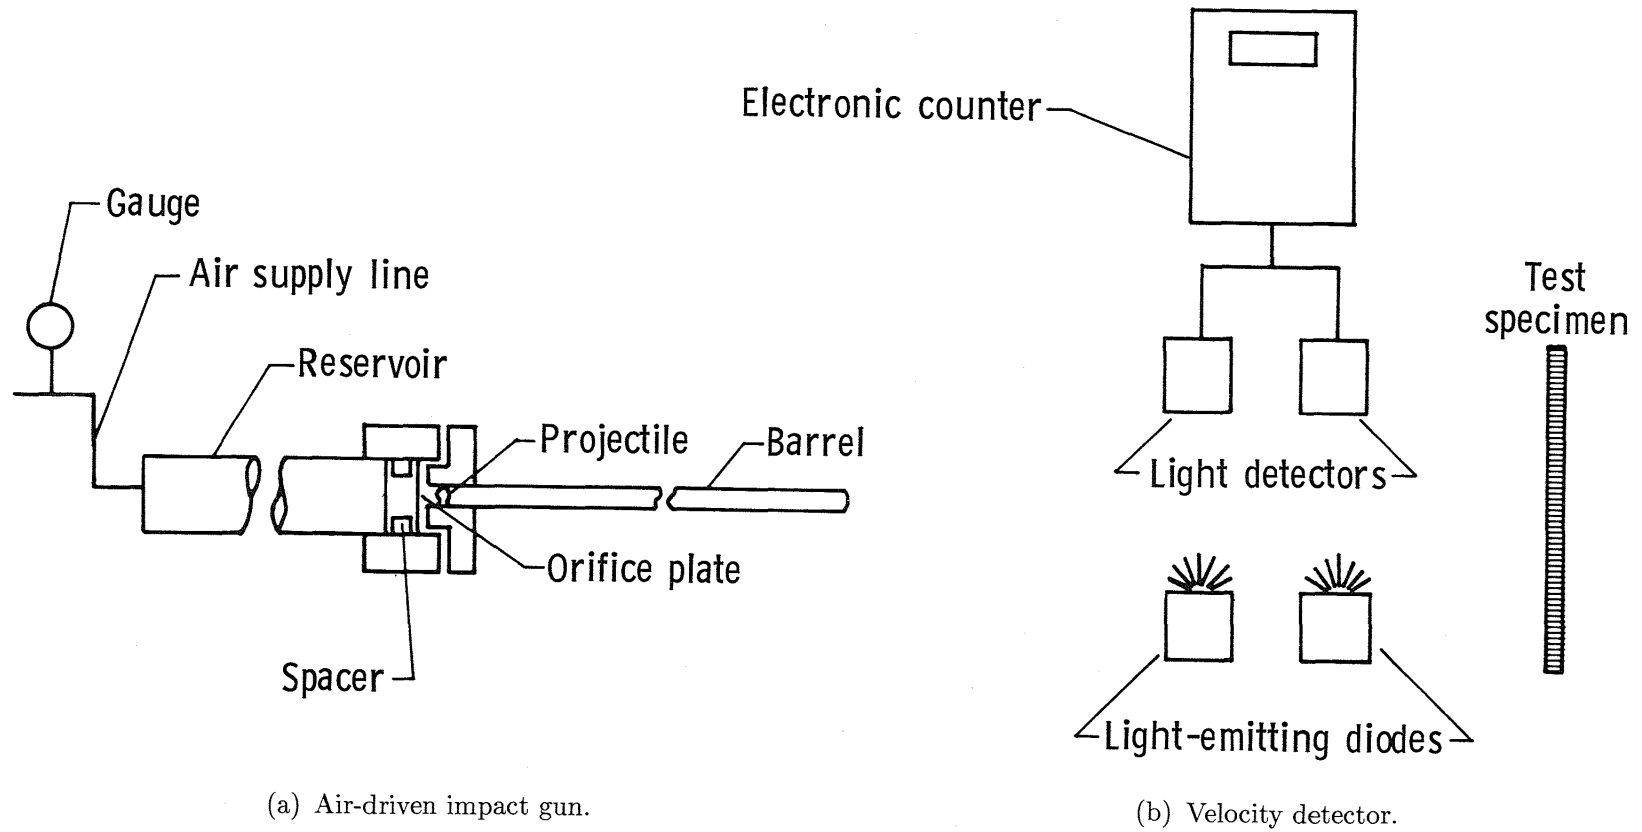 Gauge
Air supply line
Reservoir
Projectile
Barrel
Orifice plate
Spacer
(a) Air-driven impact gun.
Electronic counter
Test
specimen
Light detectors
Light-emitting diodes
(b) Velocity detector.